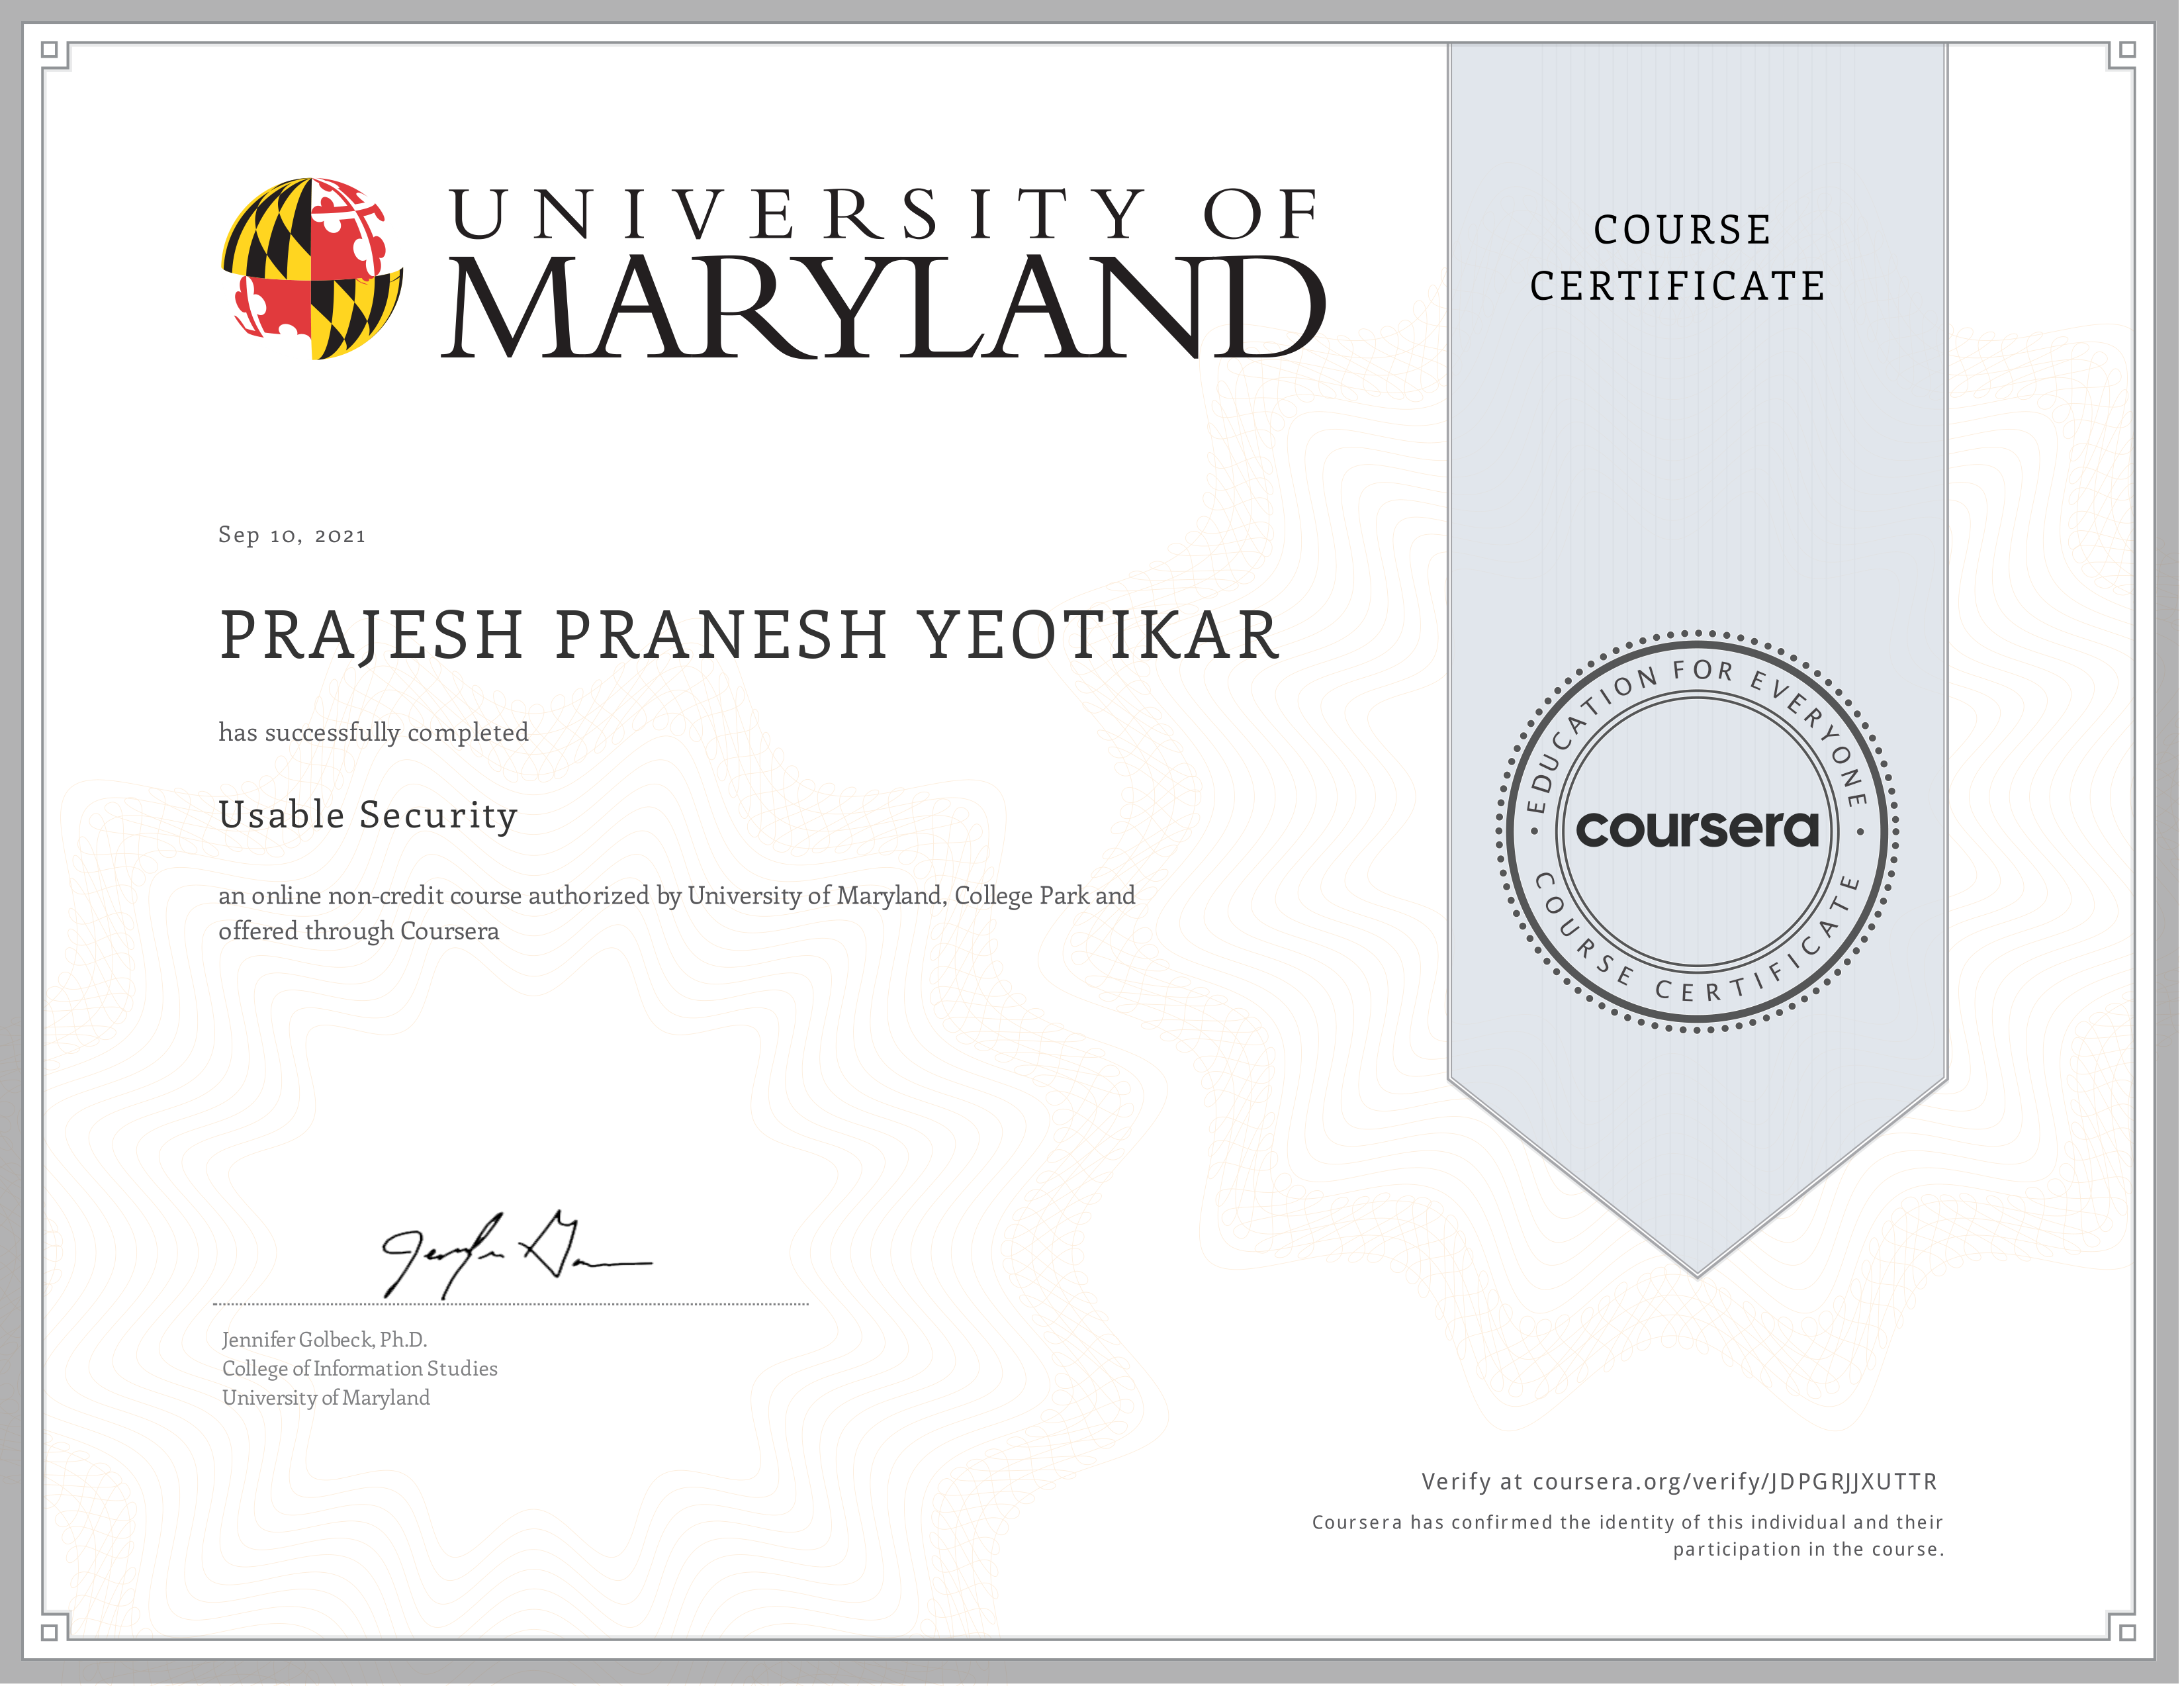 UNIVERSITY OF
MARYLAND
COURSE
CERTIFICATE
Sep 10, 2021
PRAJESH PRANESH YEOTIKAR
has successfully completed
Usable Security
an online non-credit course authorized by University of Maryland, College Park and
offered through Coursera
EDUCATION FOR EVERYONE
coursera
COURSE CERTIFICATE
Jennifer Golbeck, Ph.D.
College of Information Studies
University of Maryland
Verify at coursera.org/verify/JDPGRJJXUTTR
Coursera has confirmed the identity of this individual and their
participation in the course.